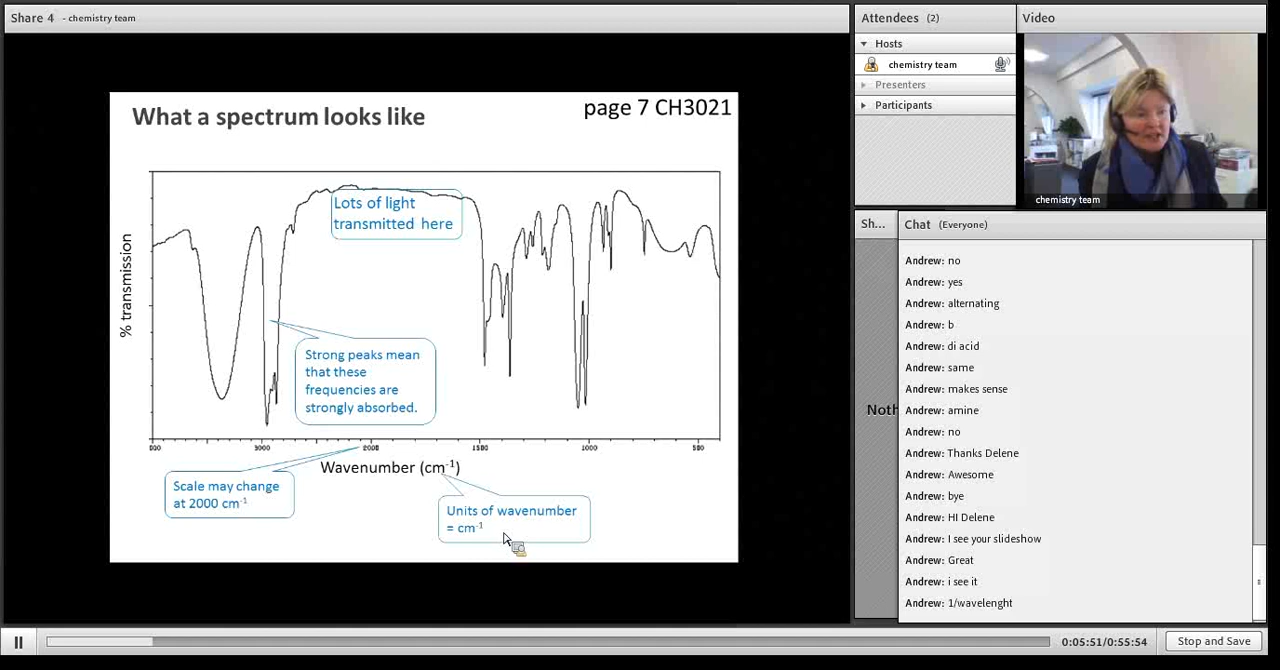 Share 4 - chemistry team
Attendees (2)
Video
Hosts
chemistry team
Presenters
Participants
chemistry team
What a spectrum looks like
page 7 CH3021
Lots of light
transmitted here
% transmission
Strong peaks mean
that these
frequencies are
strongly absorbed.
3000 1500 1000 500
Wavenumber (cm⁻¹)
Scale may change
at 2000 cm⁻¹
Units of wavenumber
= cm⁻¹
Sh...
Chat (Everyone)
Andrew: no
Andrew: yes
Andrew: alternating
Andrew: b
Andrew: di acid
Andrew: same
Andrew: makes sense
Andrew: amine
Andrew: no
Andrew: Thanks Delene
Andrew: Awesome
Andrew: bye
Andrew: HI Delene
Andrew: I see your slideshow
Andrew: Great
Andrew: i see it
Andrew: 1/wavelenght
Noth
0:05:51/0:55:54
Stop and Save